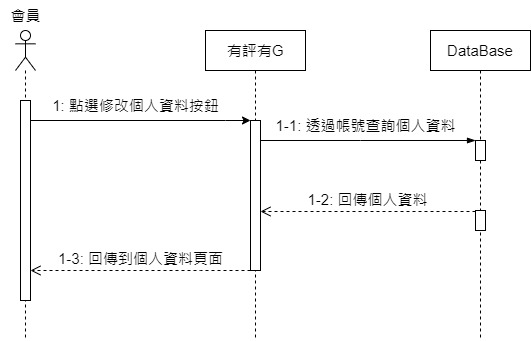 會員
有評有G
DataBase
1: 點選修改個人資料按鈕
1-1: 透過帳號查詢個人資料
1-2: 回傳個人資料
1-3: 回傳到個人資料頁面